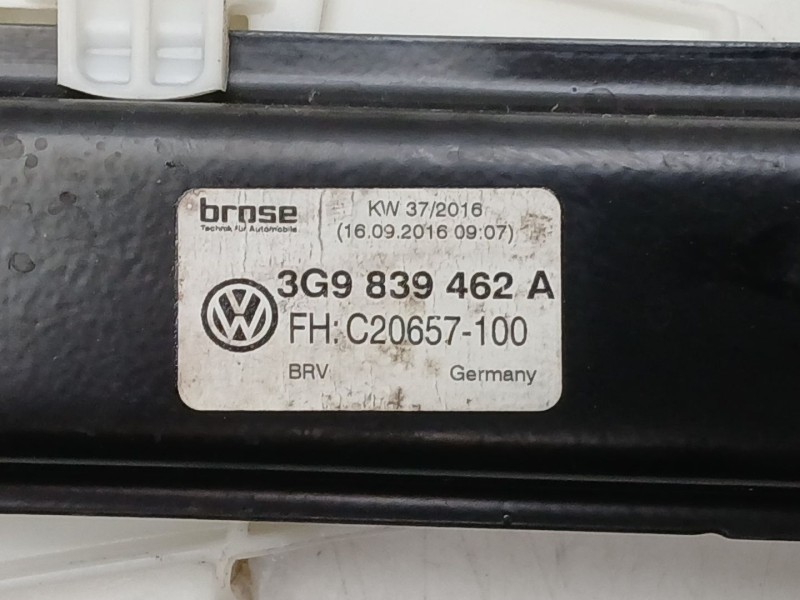 brose
Technik für Automobile
KW 37/2016
(16.09.2016 09:07)
3G9 839 462 A
FH: C20657-100
BRV Germany